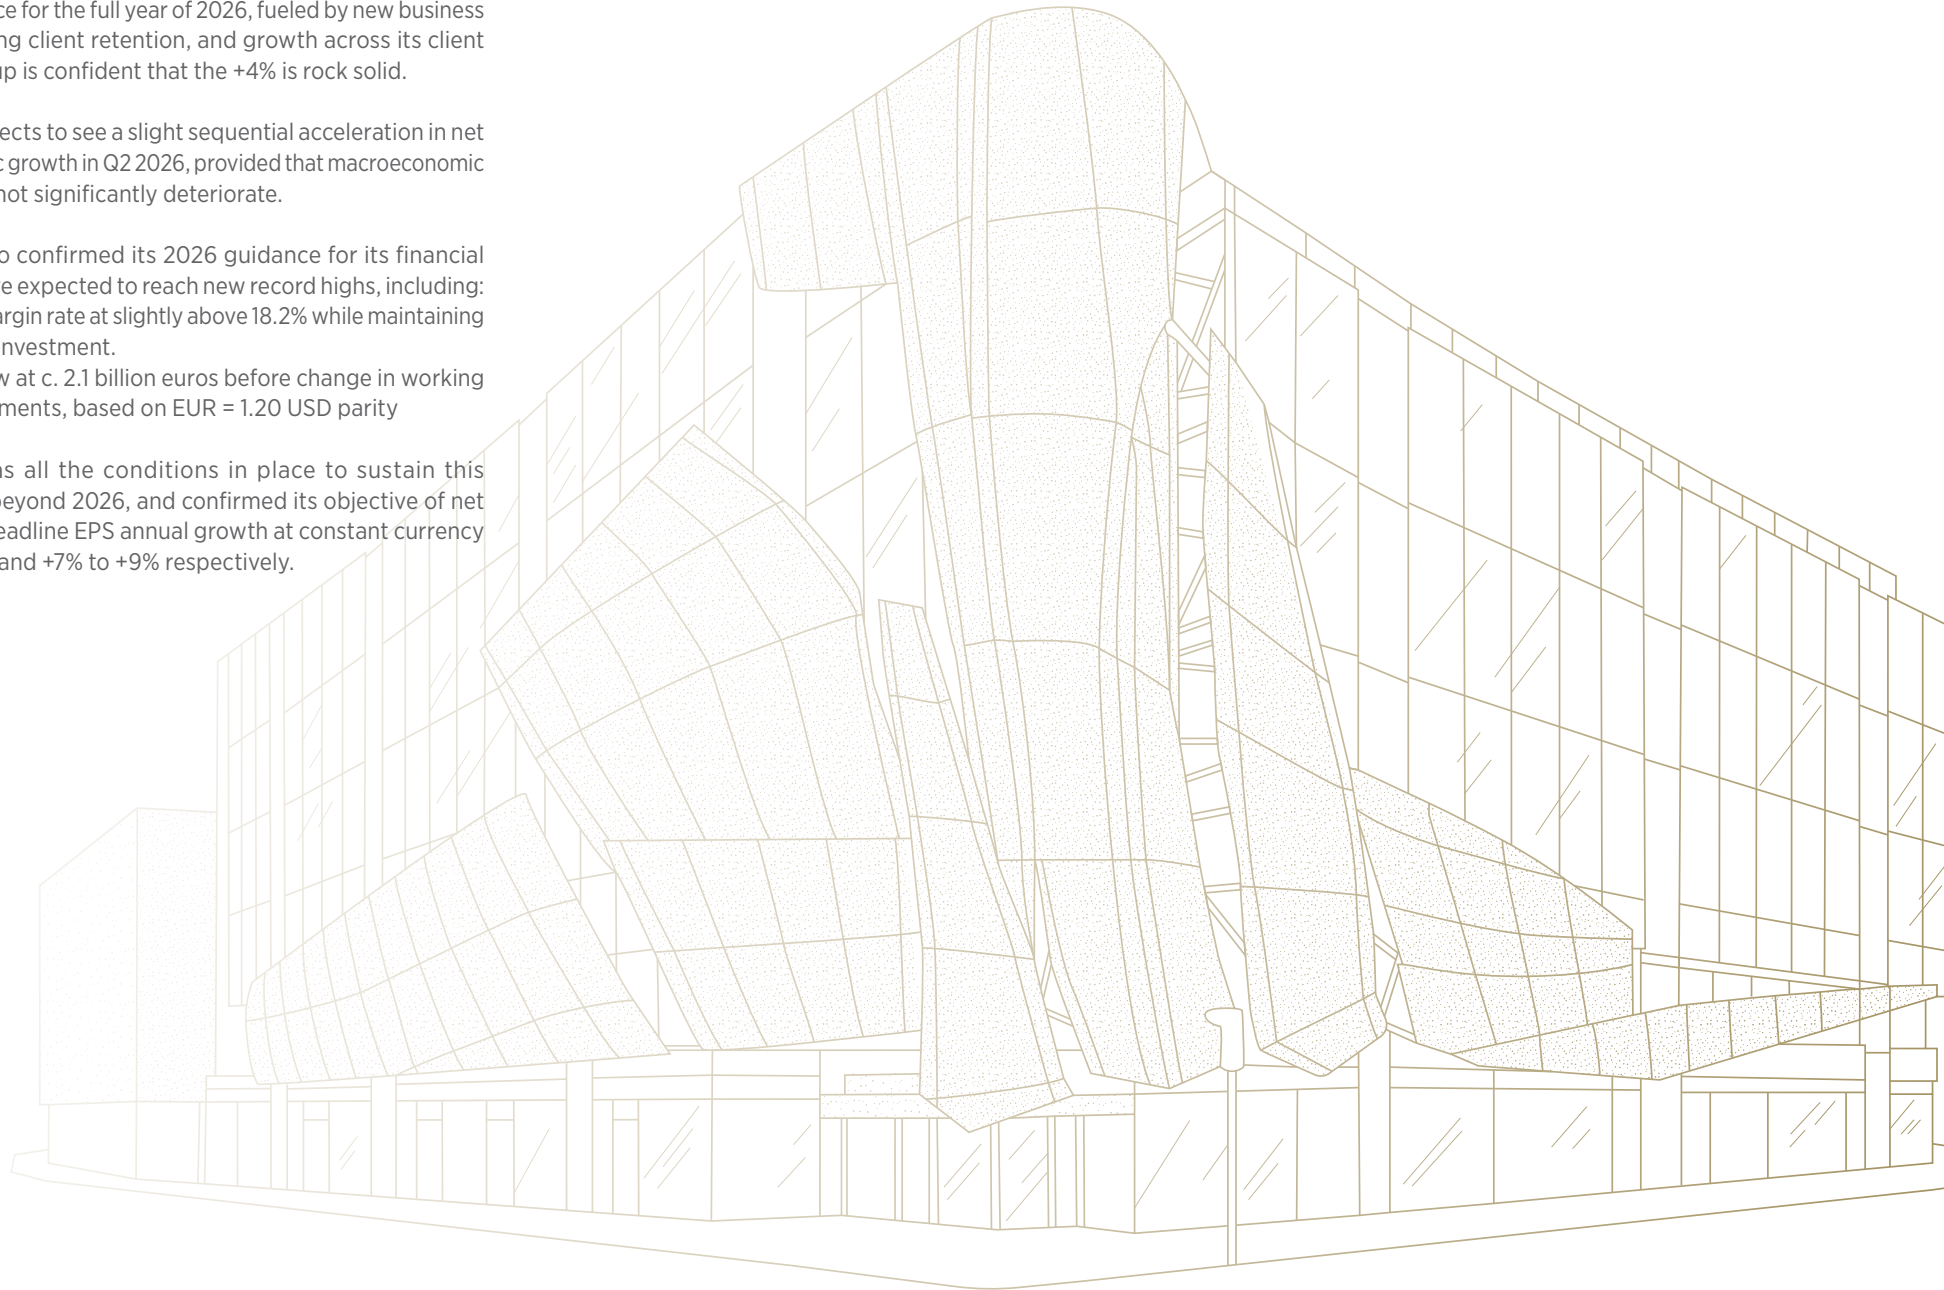 ce for the full year of 2026, fueled by new business
ng client retention, and growth across its client
up is confident that the +4% is rock solid.
ects to see a slight sequential acceleration in net
c growth in Q2 2026, provided that macroeconomic
not significantly deteriorate.
o confirmed its 2026 guidance for its financial
e expected to reach new record highs, including:
argin rate at slightly above 18.2% while maintaining
nvestment.
w at c. 2.1 billion euros before change in working
ments, based on EUR = 1.20 USD parity
as all the conditions in place to sustain this
beyond 2026, and confirmed its objective of net
eadline EPS annual growth at constant currency
and +7% to +9% respectively.